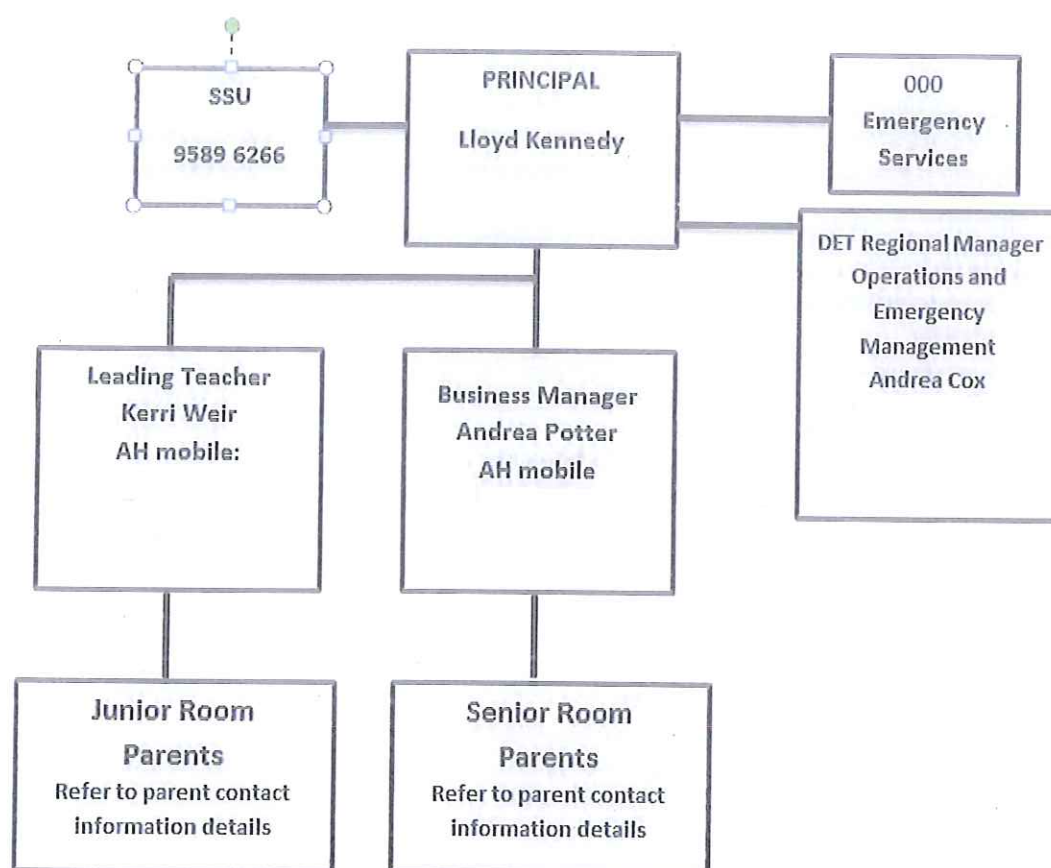 SSU
9589 6266
PRINCIPAL
Lloyd Kennedy
000
Emergency
Services
DET Regional Manager
Operations and
Emergency
Management
Andrea Cox
Leading Teacher
Kerri Weir
AH mobile:
Business Manager
Andrea Potter
AH mobile
Junior Room
Parents
Refer to parent contact
information details
Senior Room
Parents
Refer to parent contact
information details